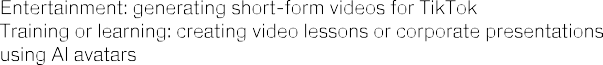 Entertainment: generating short-form videos for TikTok
Training or learning: creating video lessons or corporate presentations
using AI avatars